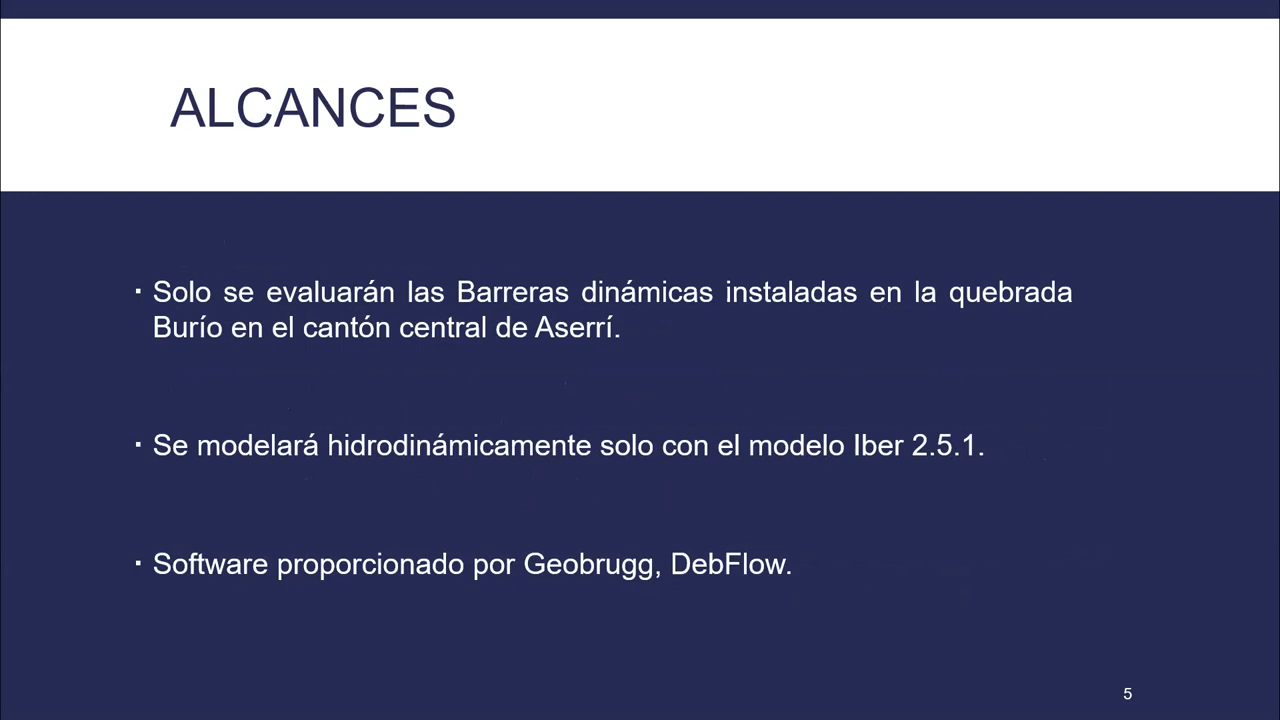 ALCANCES
▪ Solo se evaluarán las Barreras dinámicas instaladas en la quebrada
Burío en el cantón central de Aserrí.
▪ Se modelará hidrodinámicamente solo con el modelo Iber 2.5.1.
▪ Software proporcionado por Geobrugg, DebFlow.
5